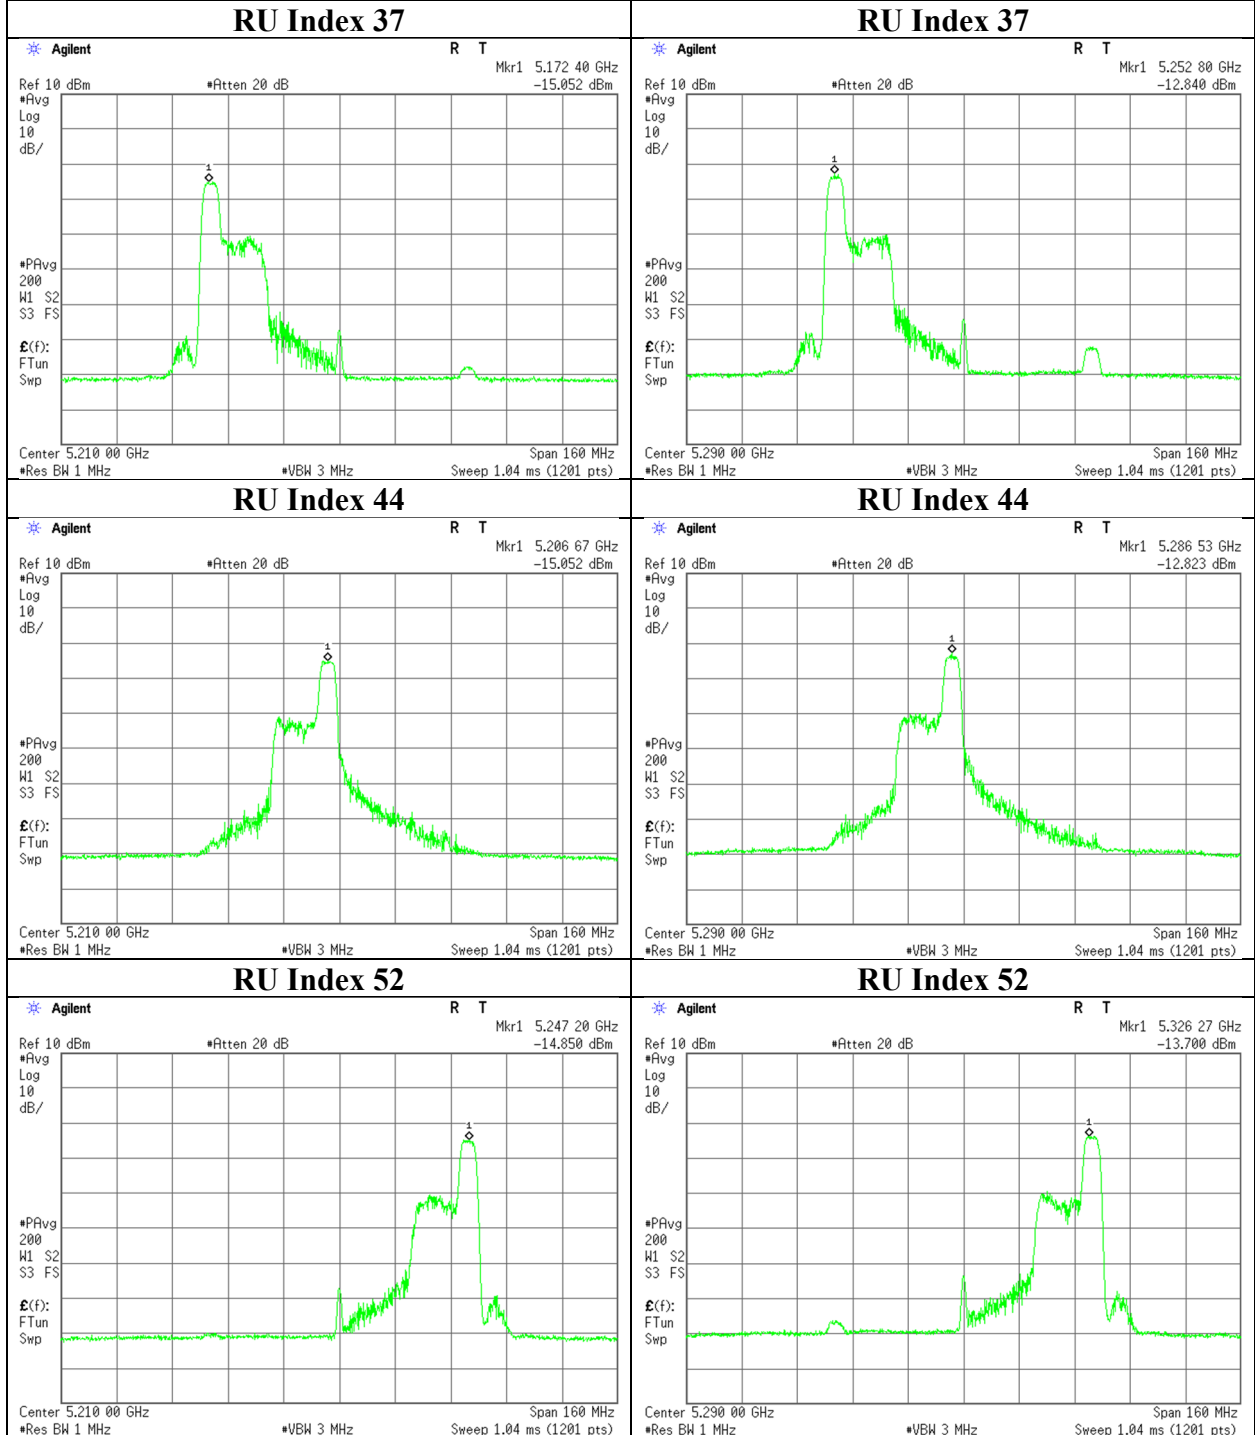 RU Index 37
Agilent
R T
Mkr1 5.172 40 GHz
Ref 10 dBm #Atten 20 dB -15.052 dBm
#Avg
Log
10
dB/
1
#PAvg
200
W1 S2
S3 FS
£(f):
FTun
Swp
Center 5.210 00 GHz Span 160 MHz
#Res BW 1 MHz #VBW 3 MHz Sweep 1.04 ms (1201 pts)
RU Index 37
Agilent
R T
Mkr1 5.252 80 GHz
Ref 10 dBm #Atten 20 dB -12.840 dBm
#Avg
Log
10
dB/
1
#PAvg
200
W1 S2
S3 FS
£(f):
FTun
Swp
Center 5.290 00 GHz Span 160 MHz
#Res BW 1 MHz #VBW 3 MHz Sweep 1.04 ms (1201 pts)
RU Index 44
Agilent
R T
Mkr1 5.206 67 GHz
Ref 10 dBm #Atten 20 dB -15.052 dBm
#Avg
Log
10
dB/
1
#PAvg
200
W1 S2
S3 FS
£(f):
FTun
Swp
Center 5.210 00 GHz Span 160 MHz
#Res BW 1 MHz #VBW 3 MHz Sweep 1.04 ms (1201 pts)
RU Index 44
Agilent
R T
Mkr1 5.286 53 GHz
Ref 10 dBm #Atten 20 dB -12.823 dBm
#Avg
Log
10
dB/
1
#PAvg
200
W1 S2
S3 FS
£(f):
FTun
Swp
Center 5.290 00 GHz Span 160 MHz
#Res BW 1 MHz #VBW 3 MHz Sweep 1.04 ms (1201 pts)
RU Index 52
Agilent
R T
Mkr1 5.247 20 GHz
Ref 10 dBm #Atten 20 dB -14.850 dBm
#Avg
Log
10
dB/
1
#PAvg
200
W1 S2
S3 FS
£(f):
FTun
Swp
Center 5.210 00 GHz Span 160 MHz
#Res BW 1 MHz #VBW 3 MHz Sweep 1.04 ms (1201 pts)
RU Index 52
Agilent
R T
Mkr1 5.326 27 GHz
Ref 10 dBm #Atten 20 dB -13.700 dBm
#Avg
Log
10
dB/
1
#PAvg
200
W1 S2
S3 FS
£(f):
FTun
Swp
Center 5.290 00 GHz Span 160 MHz
#Res BW 1 MHz #VBW 3 MHz Sweep 1.04 ms (1201 pts)